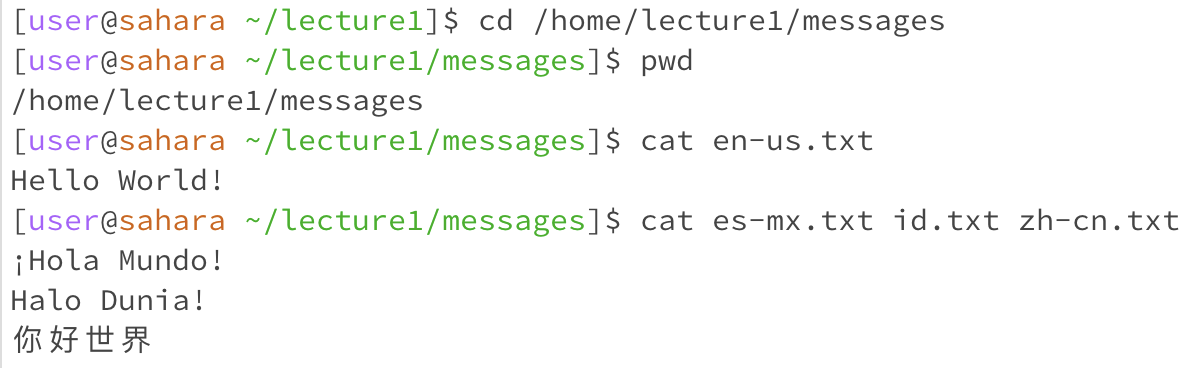 [user@sahara ~/lecture1]$ cd /home/lecture1/messages
[user@sahara ~/lecture1/messages]$ pwd
/home/lecture1/messages
[user@sahara ~/lecture1/messages]$ cat en-us.txt
Hello World!
[user@sahara ~/lecture1/messages]$ cat es-mx.txt id.txt zh-cn.txt
¡Hola Mundo!
Halo Dunia!
你好世界